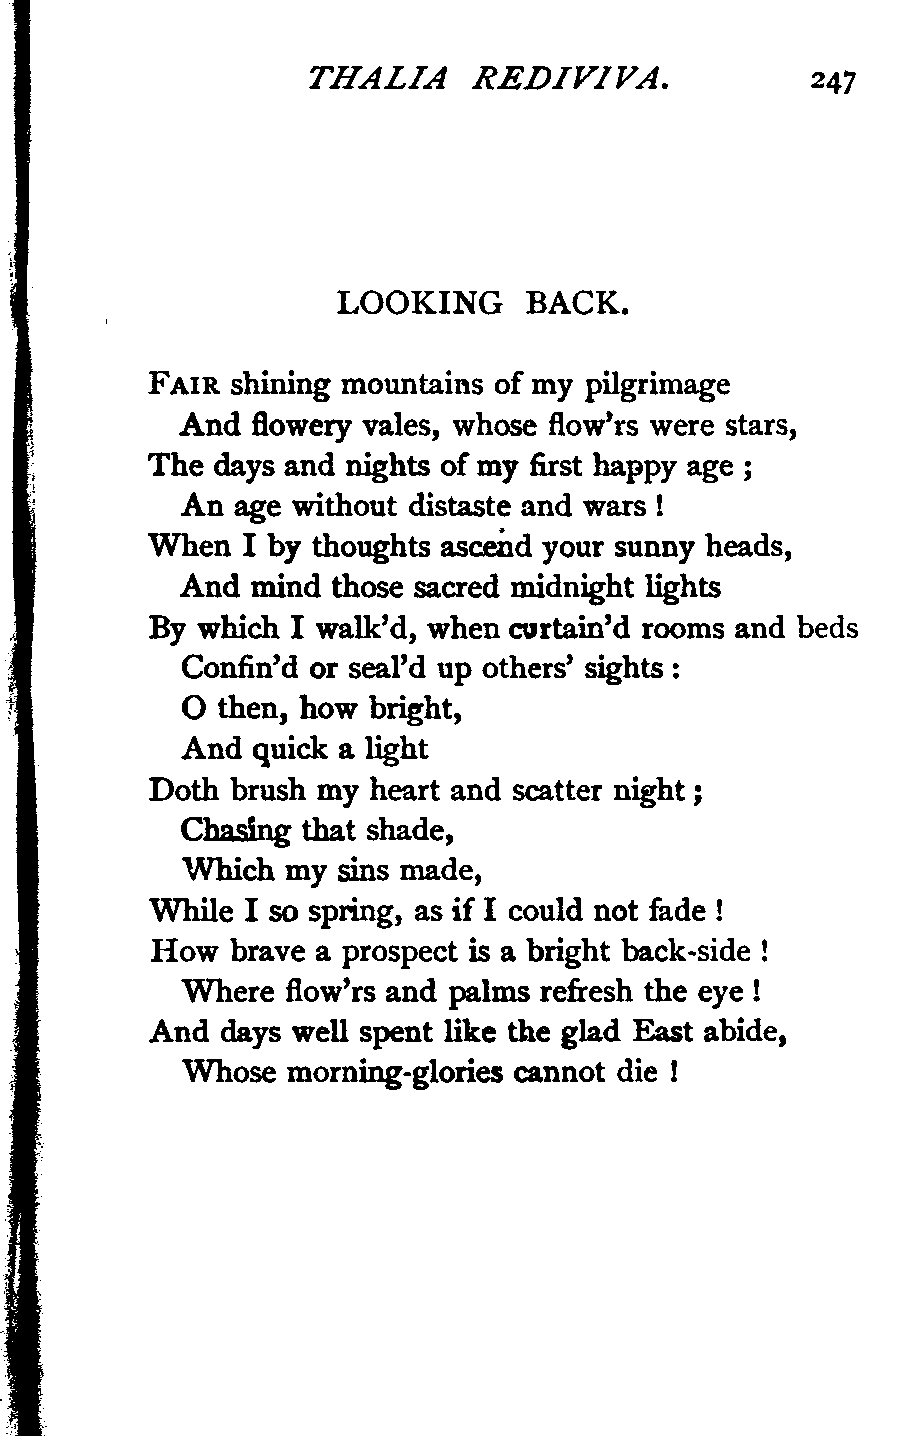 THALIA REDIVIVA. 247
LOOKING BACK.
FAIR shining mountains of my pilgrimage
And flowery vales, whose flow'rs were stars,
The days and nights of my first happy age ;
An age without distaste and wars !
When I by thoughts ascend your sunny heads,
And mind those sacred midnight lights
By which I walk'd, when curtain'd rooms and beds
Confin'd or seal'd up others' sights :
O then, how bright,
And quick a light
Doth brush my heart and scatter night ;
Chasing that shade,
Which my sins made,
While I so spring, as if I could not fade !
How brave a prospect is a bright back-side !
Where flow'rs and palms refresh the eye !
And days well spent like the glad East abide,
Whose morning-glories cannot die !